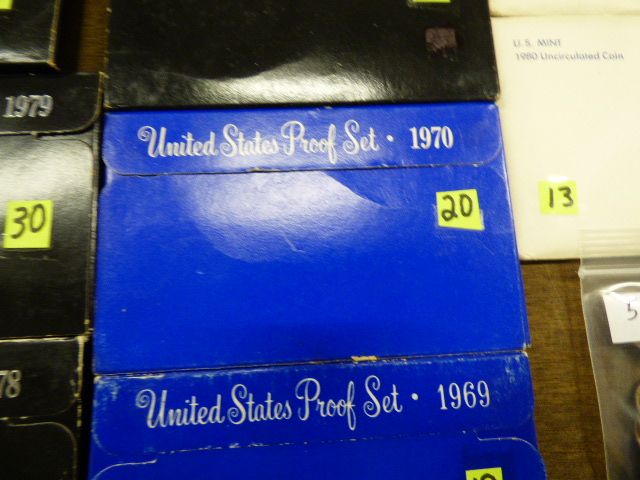 U.S. MINT
1980 Uncirculated Coin
1979
United States Proof Set · 1970
30
20
13
5
78
United States Proof Set · 1969